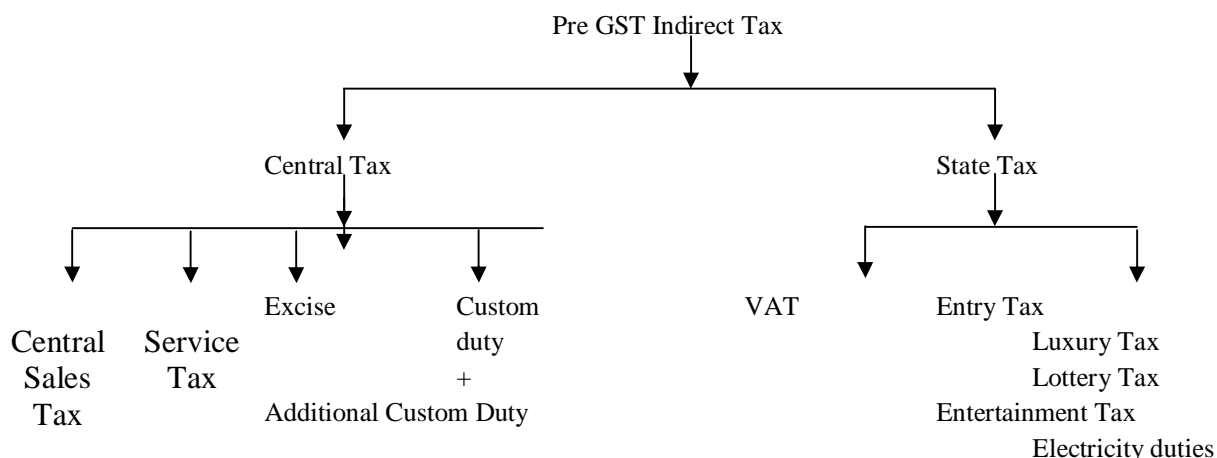 Pre GST Indirect Tax
Central Tax
State Tax
Central
Sales
Tax
Service
Tax
Excise
Custom
duty
+
Additional Custom Duty
VAT
Entry Tax
Luxury Tax
Lottery Tax
Entertainment Tax
Electricity duties